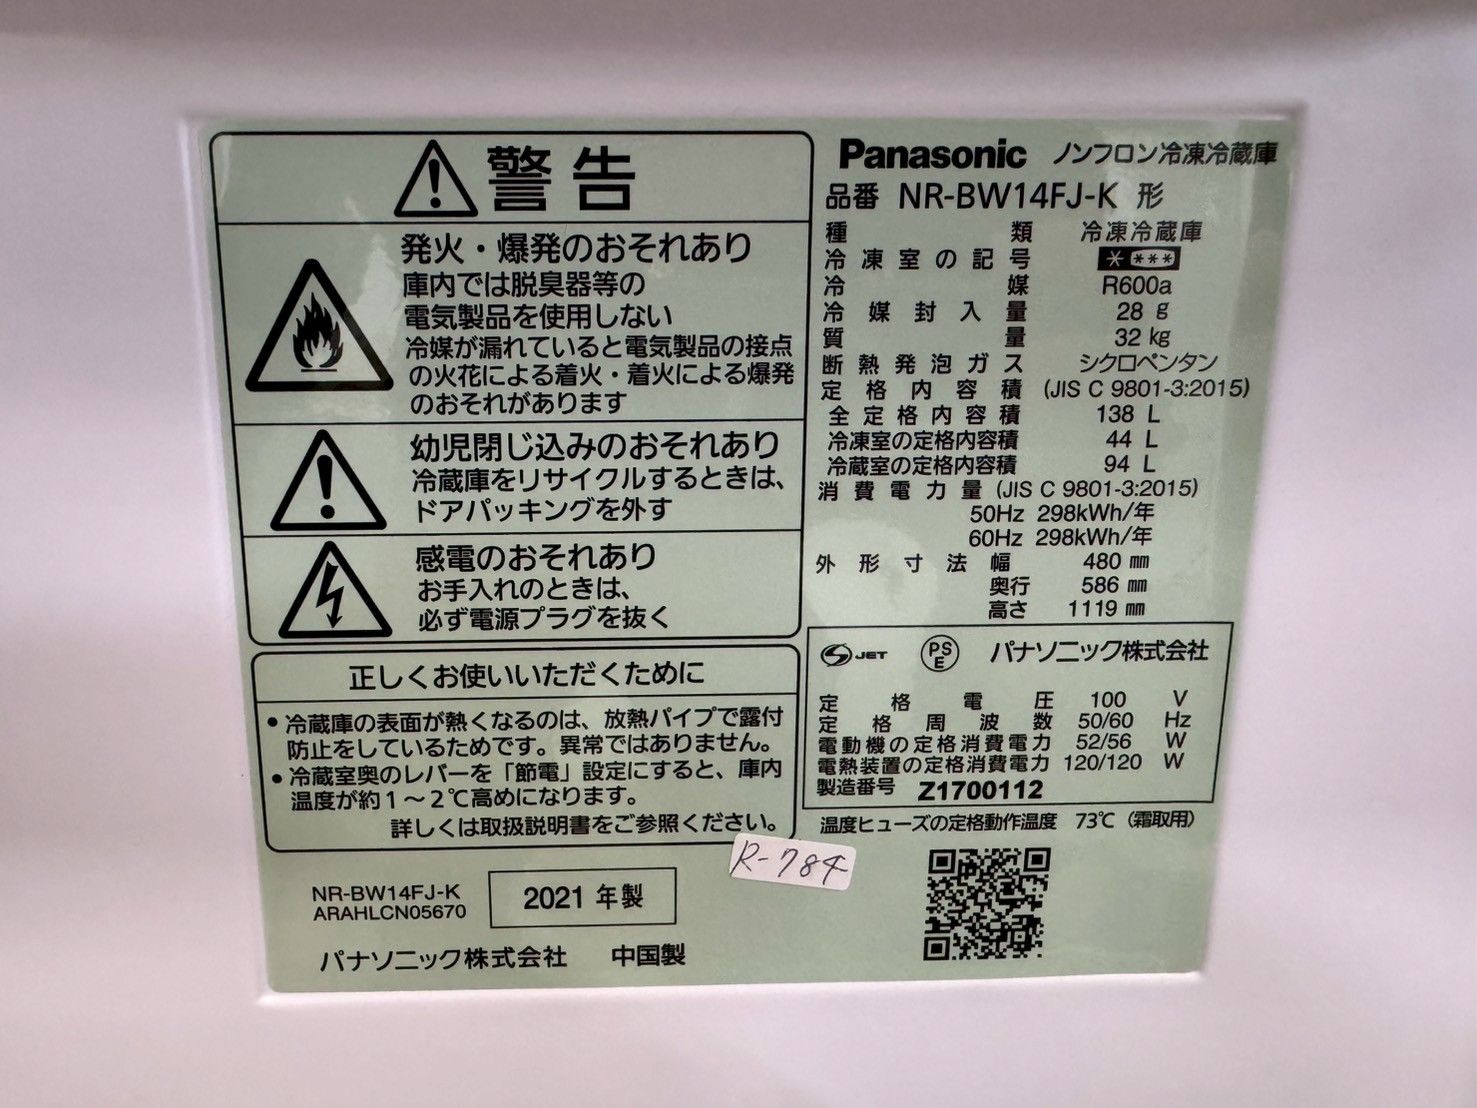 警告
発火・爆発のおそれあり
庫内では脱臭器等の
電気製品を使用しない
冷媒が漏れていると電気製品の接点
の火花による着火・着火による爆発
のおそれがあります
幼児閉じ込みのおそれあり
冷蔵庫をリサイクルするときは、
ドアパッキングを外す
感電のおそれあり
お手入れのときは、
必ず電源プラグを抜く
正しくお使いいただくために
・冷蔵庫の表面が熱くなるのは、放熱パイプで露付
防止をしているためです。異常ではありません。
・冷蔵室奥のレバーを「節電」設定にすると、庫内
温度が約1～2℃高めになります。
詳しくは取扱説明書をご参照ください。
R-784
NR-BW14FJ-K
ARAHLCN05670
2021年製
パナソニック株式会社 中国製
Panasonic ノンフロン冷凍冷蔵庫
品番 NR-BW14FJ-K 形
種類 冷凍冷蔵庫
冷凍室の記号 ＊＊＊＊
冷媒 R600a
冷媒封入量 28 g
質量 32 kg
断熱発泡ガス シクロペンタン
定格内容積 (JIS C 9801-3:2015)
全定格内容積 138 L
冷凍室の定格内容積 44 L
冷蔵室の定格内容積 94 L
消費電力量 (JIS C 9801-3:2015)
50Hz 298kWh/年
60Hz 298kWh/年
外形寸法 幅 480 mm
奥行 586 mm
高さ 1119 mm
S JET PSE パナソニック株式会社
定格電圧 100 V
定格周波数 50/60 Hz
電動機の定格消費電力 52/56 W
電熱装置の定格消費電力 120/120 W
製造番号 Z1700112
温度ヒューズの定格動作温度 73℃ (霜取用)